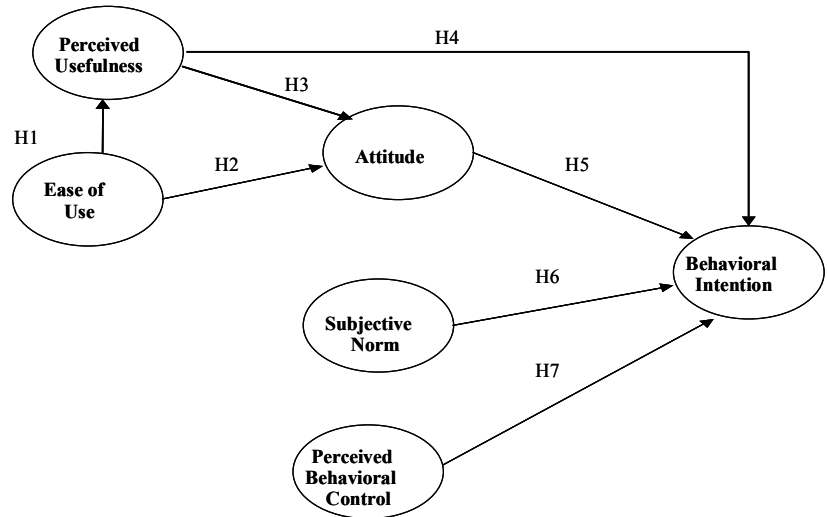 H4
Perceived
Usefulness
H3
H1
Attitude
H2
H5
Ease of
Use
Behavioral
Intention
H6
Subjective
Norm
H7
Perceived
Behavioral
Control